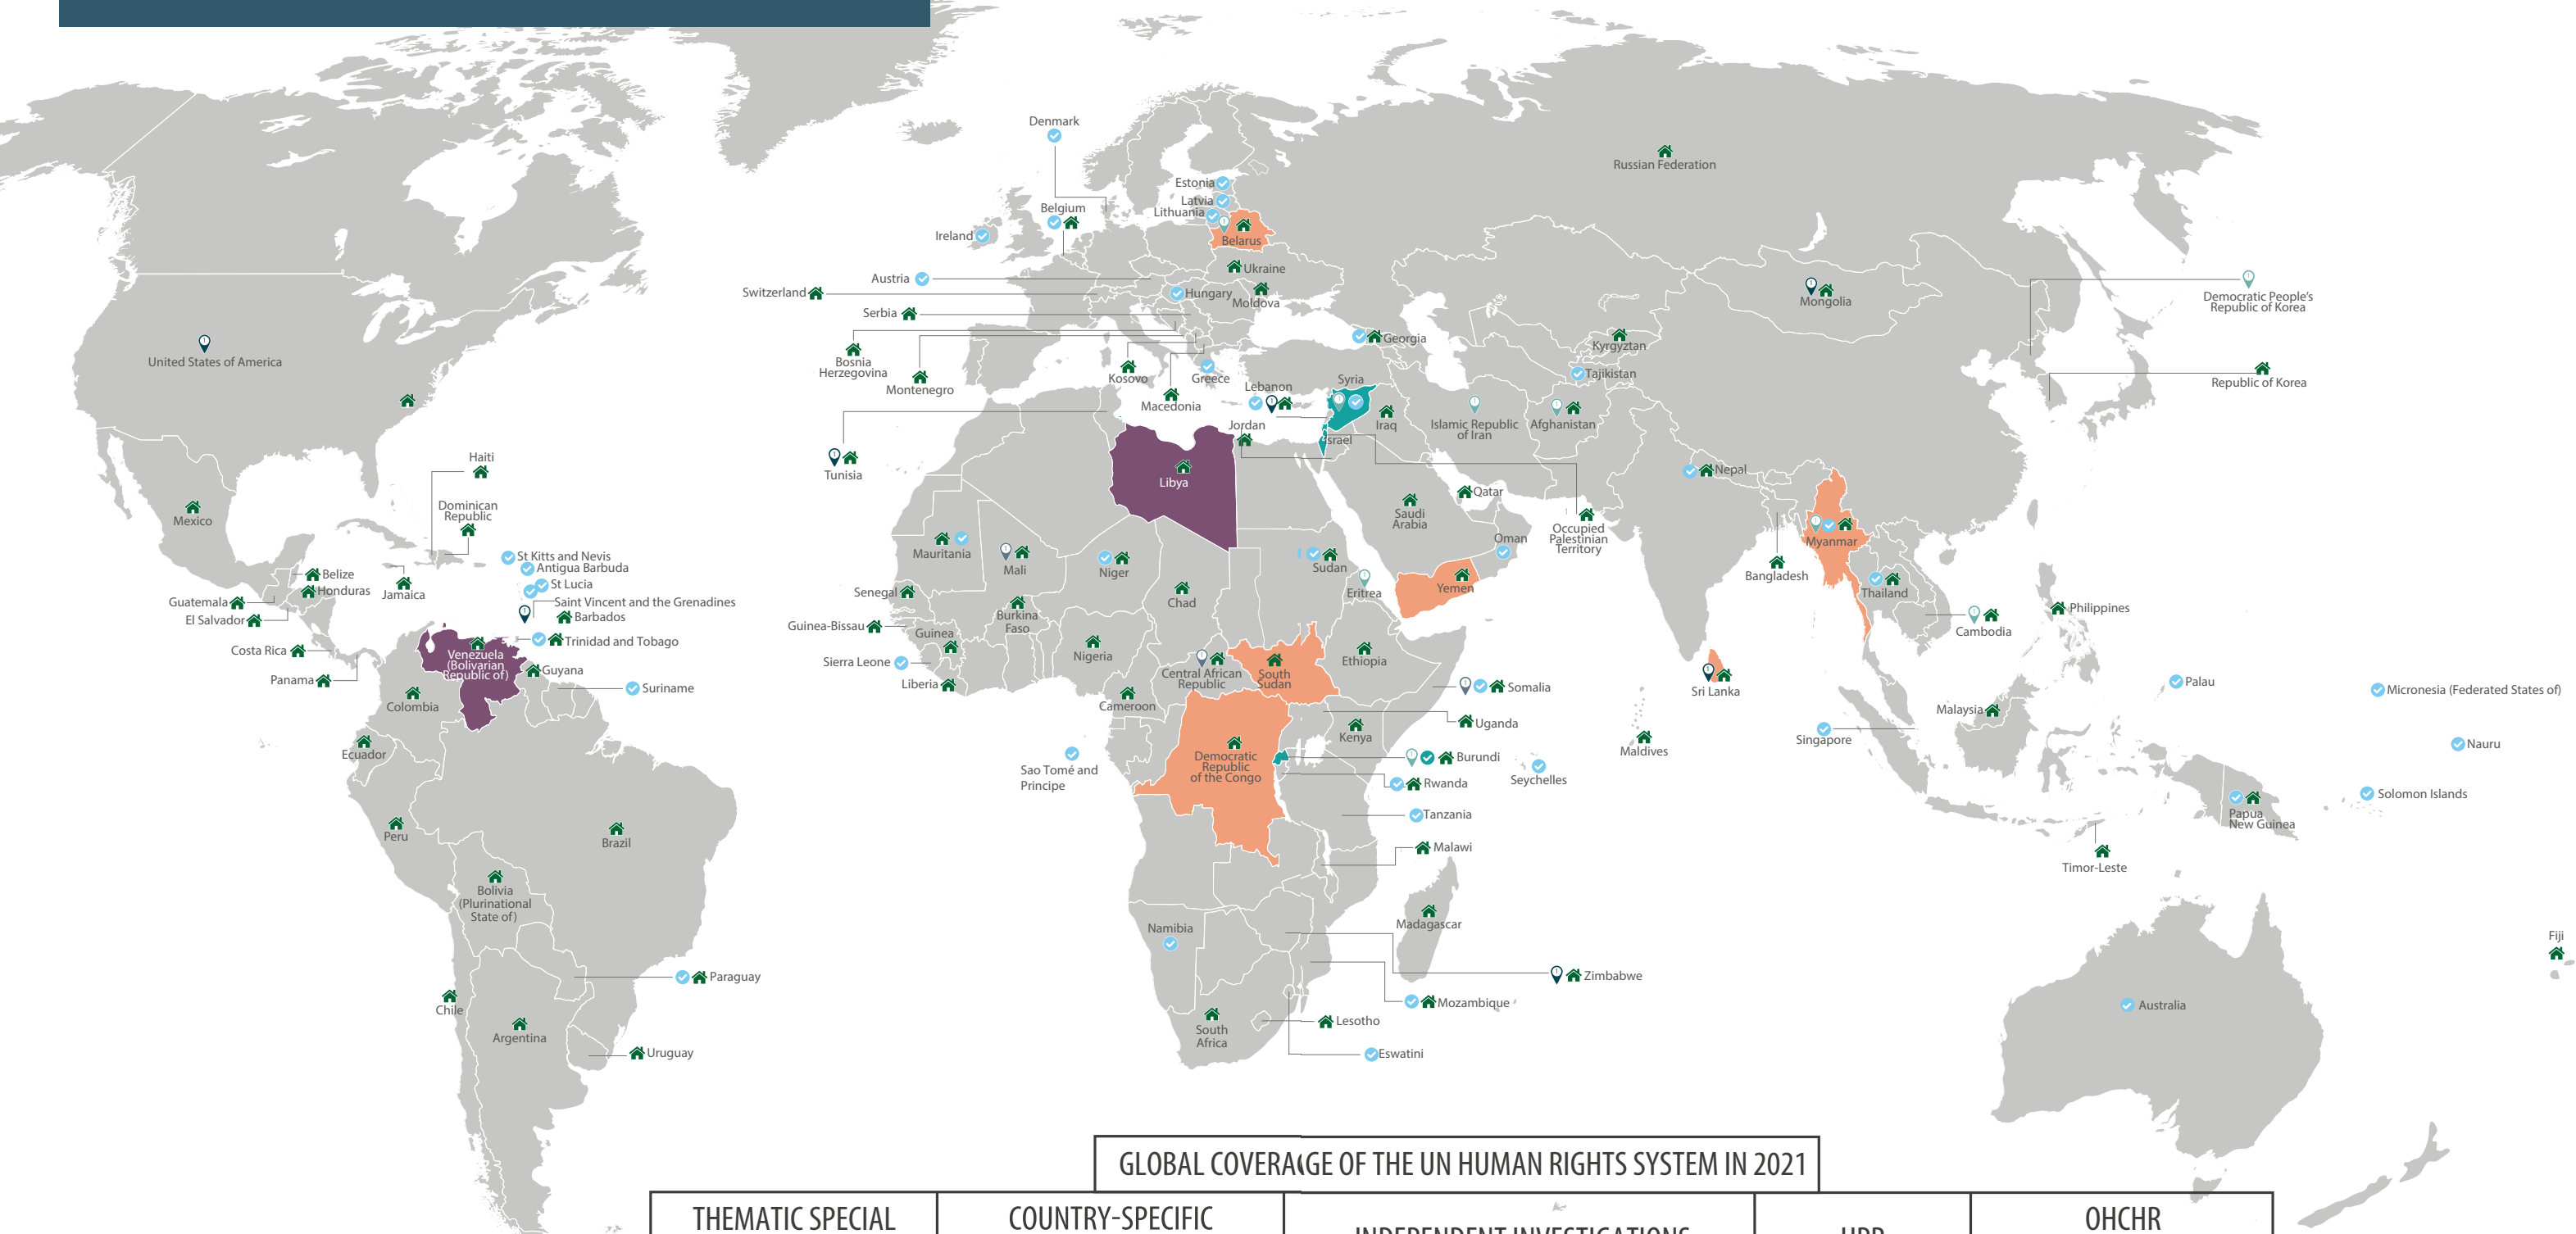 Denmark
Russian Federation
Estonia
Latvia
Lithuania
Belgium
Ireland
Belarus
Ukraine
Austria
Switzerland
Hungary
Moldova
Serbia
Mongolia
Democratic People's
Republic of Korea
Georgia
Kyrgyztan
Bosnia
Herzegovina
United States of America
Montenegro
Kosovo
Greece
Tajikistan
Syria
Lebanon
Republic of Korea
Macedonia
Jordan
Iraq
Islamic Republic
of Iran
Afghanistan
srael
Haiti
Tunisia
Libya
Nepal
Qatar
Dominican
Republic
Mexico
Saudi
Arabia
Occupied
Palestinian
Territory
Oman
Myanmar
St Kitts and Nevis
Antigua Barbuda
Mauritania
Mali
Niger
Sudan
Belize
St Lucia
Honduras
Jamaica
Bangladesh
Senegal
Eritrea
Yemen
Thailand
Guatemala
Saint Vincent and the Grenadines
Chad
El Salvador
Barbados
Burkina
Faso
Philippines
Guinea-Bissau
Guinea
Cambodia
Trinidad and Tobago
Costa Rica
Venezuela
(Bolivarian
Republic of)
Nigeria
Ethiopia
Sierra Leone
Guyana
Central African
Republic
South
Sudan
Panama
Liberia
Suriname
Somalia
Sri Lanka
Palau
Micronesia (Federated States of)
Colombia
Cameroon
Malaysia
Uganda
Kenya
Singapore
Nauru
Maldives
Ecuador
Democratic
Republic
of the Congo
Burundi
Sao Tomé and
Principe
Seychelles
Rwanda
Solomon Islands
Tanzania
Papua
New Guinea
Peru
Brazil
Malawi
Timor-Leste
Bolivia
(Plurinational
State of)
Madagascar
Namibia
Fiji
Paraguay
Zimbabwe
Mozambique
Australia
Chile
Lesotho
Argentina
South
Africa
Uruguay
Eswatini
GLOBAL COVERAGE OF THE UN HUMAN RIGHTS SYSTEM IN 2021
THEMATIC SPECIAL
COUNTRY-SPECIFIC
INDEPENDENT INVESTIGATIONS
UPR
OHCHR